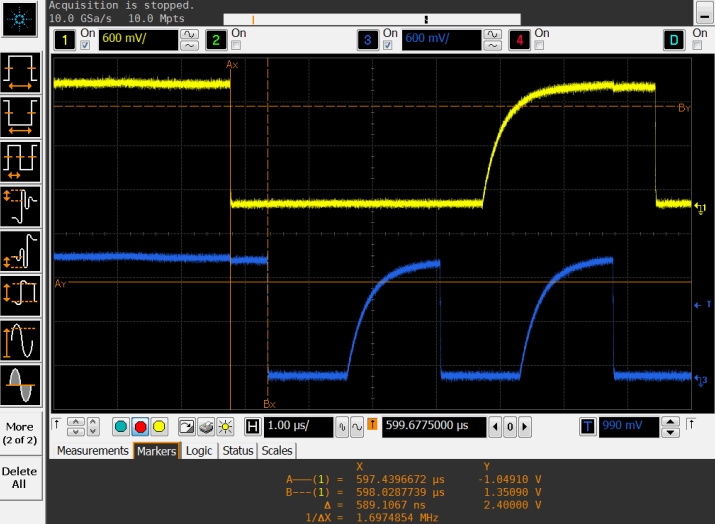 Acquisition is stopped.
10.0 GSa/s 10.0 Mpts
1 On 600 mV/ 2 On 3 On 600 mV/ 4 On D On
Ax
By
1
Ay
T
3
Bx
More
(2 of 2)
H 1.00 µs/ 599.6775000 µs 0 T 990 mV
Measurements Markers Logic Status Scales
Delete
All
X Y
A——(1) = 597.4396672 µs -1.04910 V
B---(1) = 598.0287739 µs 1.35090 V
Δ = 589.1067 ns 2.40000 V
1/ΔX = 1.6974854 MHz